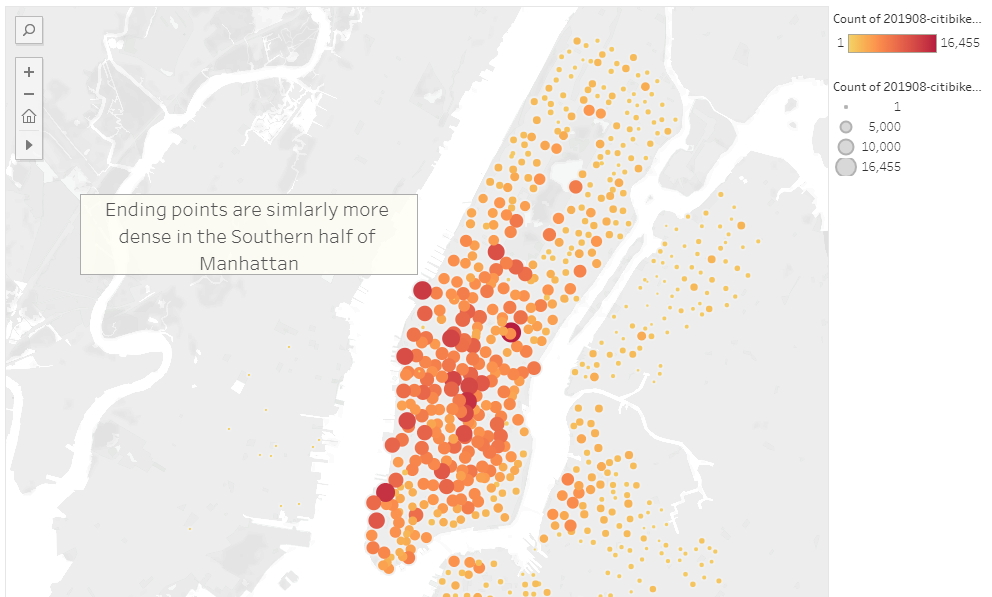 Count of 201908-citibike...
1
16,455
Ending points are simlarly more
dense in the Southern half of
Manhattan
Count of 201908-citibike...
1
5,000
10,000
16,455